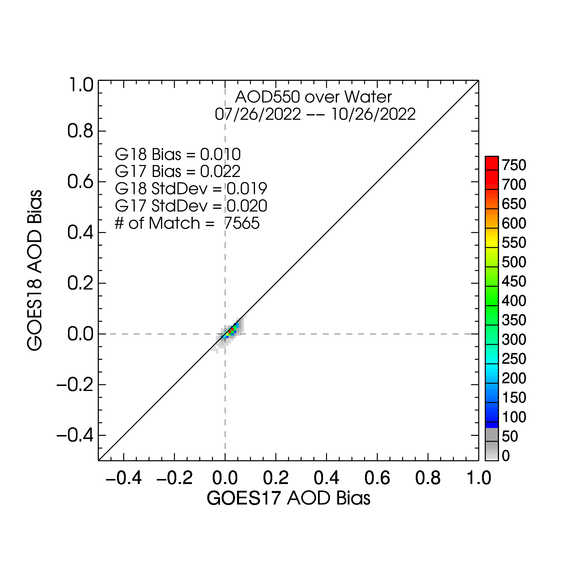 AOD550 over Water
07/26/2022 –– 10/26/2022
G18 Bias = 0.010
G17 Bias = 0.022
G18 StdDev = 0.019
G17 StdDev = 0.020
# of Match = 7565
1.0
0.8
0.6
0.4
0.2
0.0
−0.2
−0.4
GOES18 AOD Bias
−0.4 −0.2 0.0 0.2 0.4 0.6 0.8 1.0
GOES17 AOD Bias
750
700
650
600
550
500
450
400
350
300
250
200
150
100
50
0